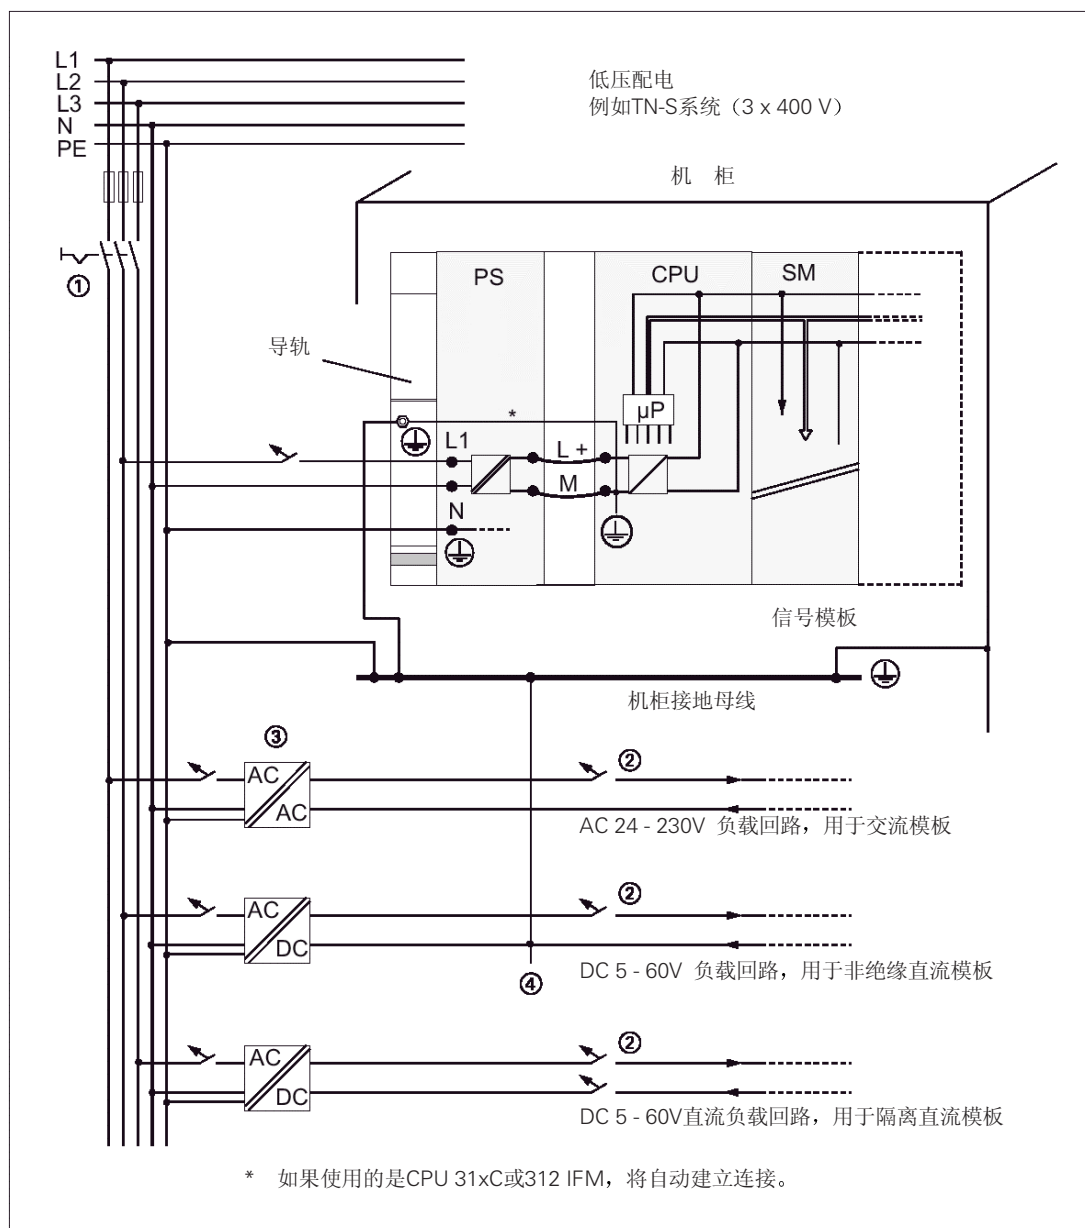 L1
L2
L3
N
PE
低压配电
例如TN-S系统（3 x 400 V）
机 柜
①
PS
CPU
SM
导轨
µP
*
L1
L +
M
N
信号模板
机柜接地母线
③
②
AC
AC
AC 24 - 230V 负载回路，用于交流模板
②
AC
DC
DC 5 - 60V 负载回路，用于非绝缘直流模板
④
②
AC
DC
DC 5 - 60V直流负载回路，用于隔离直流模板
* 如果使用的是CPU 31xC或312 IFM，将自动建立连接。